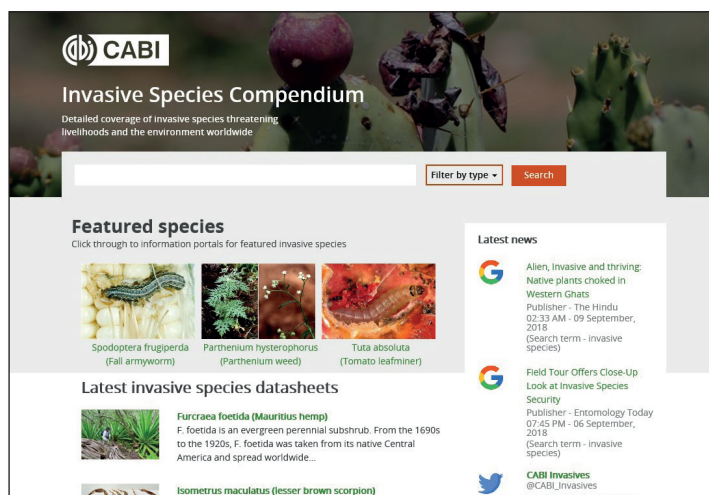 CABI
Invasive Species Compendium
Detailed coverage of invasive species threatening
livelihoods and the environment worldwide
Filter by type
Search
Featured species
Click through to information portals for featured invasive species
Spodoptera frugiperda
(Fall armyworm)
Parthenium hysterophorus
(Parthenium weed)
Tuta absoluta
(Tomato leafminer)
Latest invasive species datasheets
Furcraea foetida (Mauritius hemp)
F. foetida is an evergreen perennial subshrub. From the 1690s
to the 1920s, F. foetida was taken from its native Central
America and spread worldwide...
Isometrus maculatus (lesser brown scorpion)
Latest news
Alien, Invasive and thriving:
Native plants choked in
Western Ghats
Publisher - The Hindu
02:33 AM - 09 September,
2018
(Search term - invasive
species)
Field Tour Offers Close-Up
Look at Invasive Species
Security
Publisher - Entomology Today
07:45 PM - 06 September,
2018
(Search term - invasive
species)
CABI Invasives
@CABI_Invasives